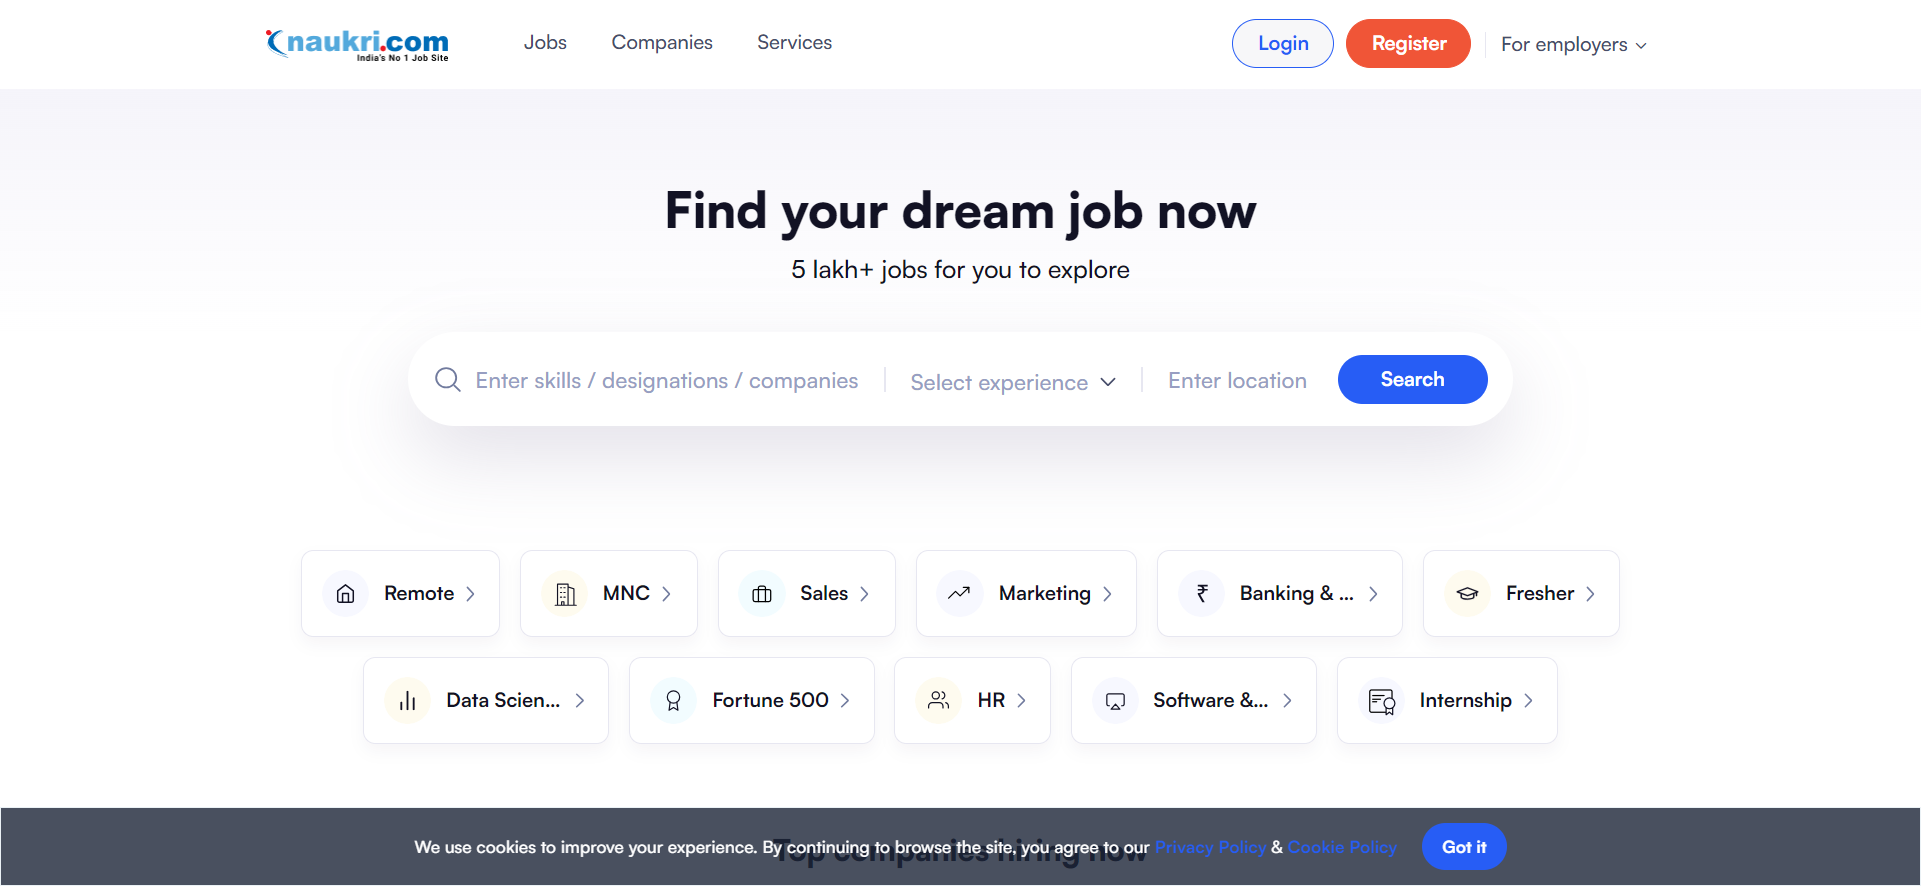 naukri.com
India's No 1 Job Site
Jobs Companies Services
Login Register For employers
Find your dream job now
5 lakh+ jobs for you to explore
Enter skills / designations / companies Select experience Enter location Search
Remote MNC Sales Marketing Banking & ... Fresher
Data Scien... Fortune 500 HR Software &... Internship
Top companies hiring now
We use cookies to improve your experience. By continuing to browse the site, you agree to our Privacy Policy & Cookie Policy Got it